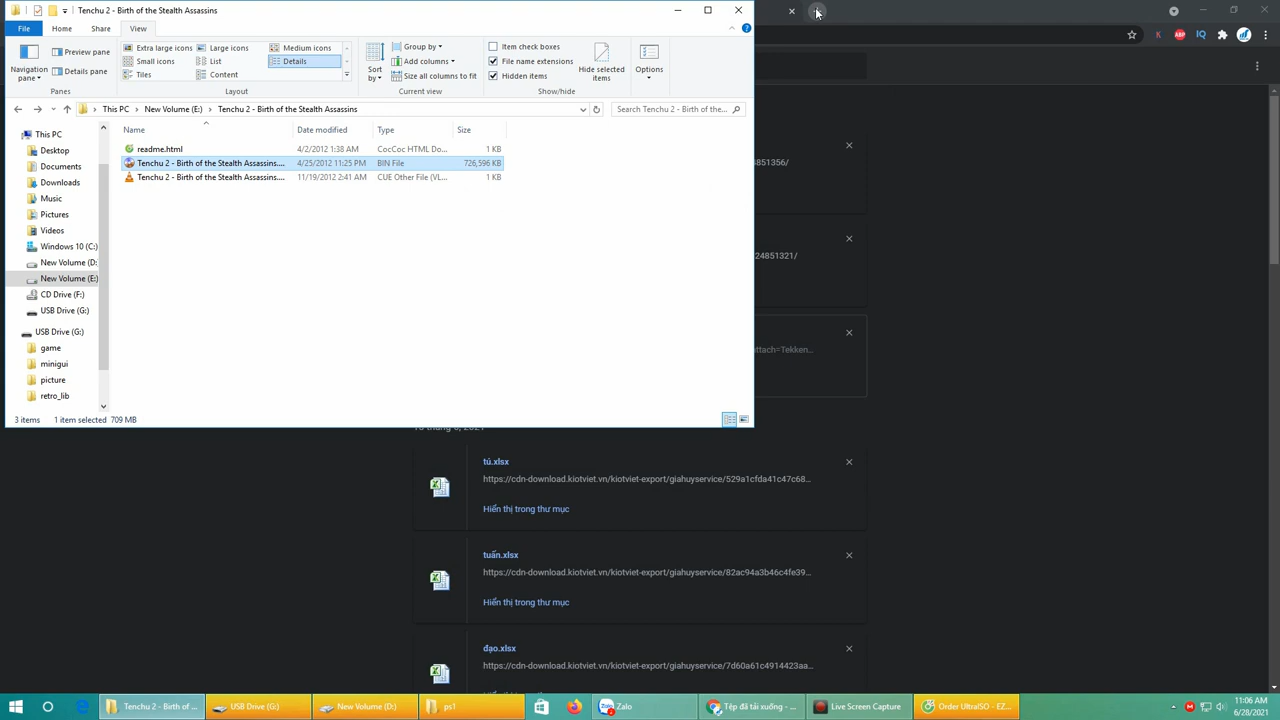 Tenchu 2 - Birth of the Stealth Assassins
File Home Share View
Navigation pane
Preview pane
Details pane
Panes
Extra large icons Large icons Medium icons
Small icons List Details
Tiles Content
Layout
Sort by
Group by
Add columns
Size all columns to fit
Current view
Item check boxes
File name extensions
Hidden items
Hide selected items
Show/hide
Options
This PC New Volume (E:) Tenchu 2 - Birth of the Stealth Assassins
Search Tenchu 2 - Birth of the...
This PC
Desktop
Documents
Downloads
Music
Pictures
Videos
Windows 10 (C:)
New Volume (D:
New Volume (E:)
CD Drive (F:)
USB Drive (G:)
USB Drive (G:)
game
minigui
picture
retro_lib
Name Date modified Type Size
readme.html 4/2/2012 1:38 AM CocCoc HTML Do... 1 KB
Tenchu 2 - Birth of the Stealth Assassins.... 4/25/2012 11:25 PM BIN File 726,596 KB
Tenchu 2 - Birth of the Stealth Assassins.... 11/19/2012 2:41 AM CUE Other File (VL... 1 KB
3 items 1 item selected 709 MB
K ABP IQ
4851356/
24851321/
attach=Tekken...
tú.xlsx
https://cdn-download.kiotviet.vn/kiotviet-export/giahuyservice/529a1cfda41c47c68...
Hiển thị trong thư mục
tuấn.xlsx
https://cdn-download.kiotviet.vn/kiotviet-export/giahuyservice/82ac94a3b46c4fe39...
Hiển thị trong thư mục
đạo.xlsx
https://cdn-download.kiotviet.vn/kiotviet-export/giahuyservice/7d60a61c4914423aa...
Tenchu 2 - Birth of ...
USB Drive (G:)
New Volume (D:)
ps1
Zalo
Tệp đã tải xuống - ...
Live Screen Capture
Order UltraISO - EZ...
11:06 AM
6/28/2021